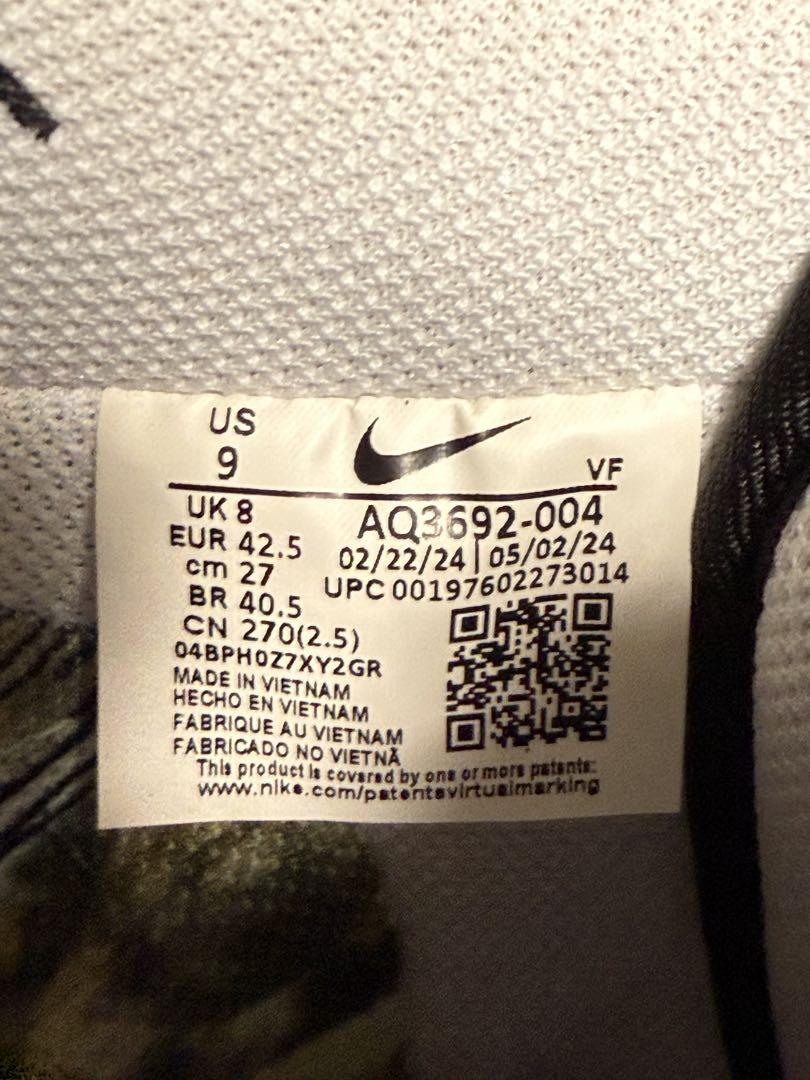 US
9
VF
UK 8
EUR 42.5
cm 27
BR 40.5
CN 270(2.5)
04BPH0Z7XY2GR
AQ3692-004
02/22/24 | 05/02/24
UPC 00197602273014
MADE IN VIETNAM
HECHO EN VIETNAM
FABRIQUE AU VIETNAM
FABRICADO NO VIETNÃ
This product is covered by one or more patents:
www.nike.com/patentsvirtualmarking